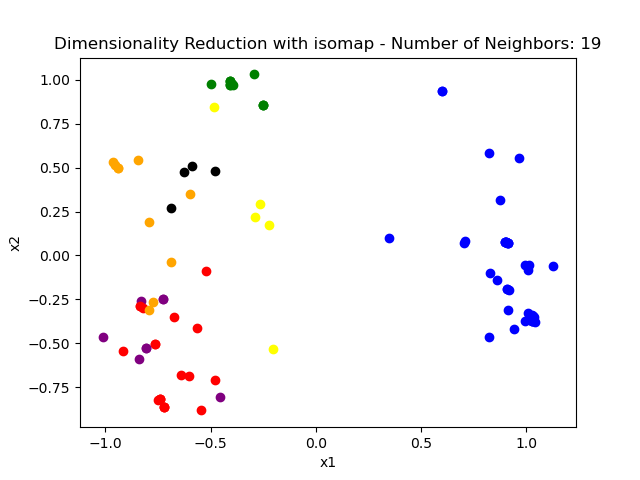 Dimensionality Reduction with isomap - Number of Neighbors: 19
1.00
0.75
0.50
0.25
0.00
−0.25
−0.50
−0.75
x2
−1.0 −0.5 0.0 0.5 1.0
x1